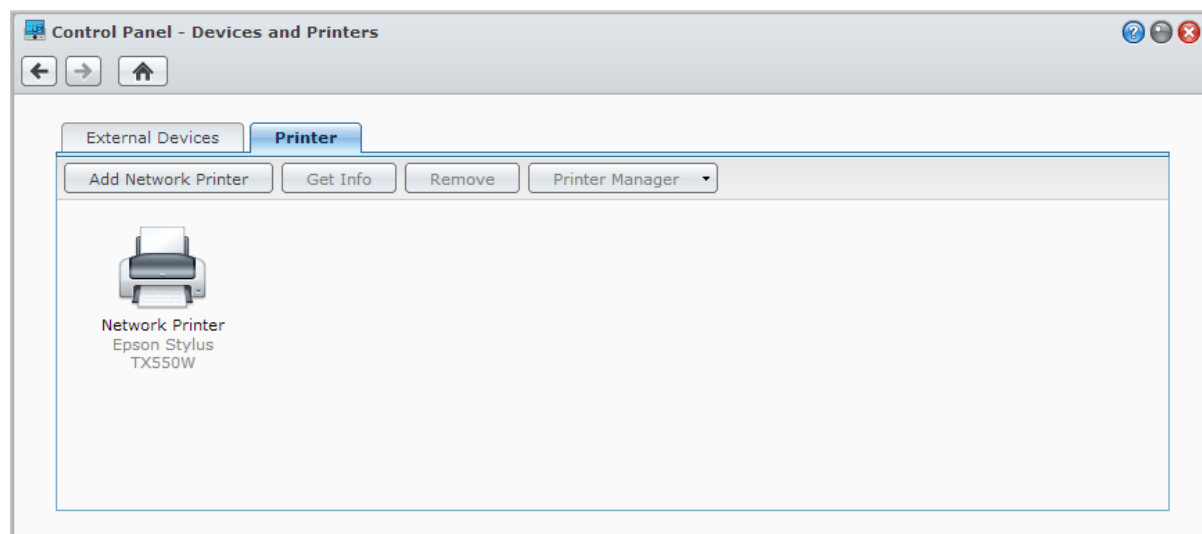 Control Panel - Devices and Printers
External Devices
Printer
Add Network Printer
Get Info
Remove
Printer Manager
Network Printer
Epson Stylus
TX550W